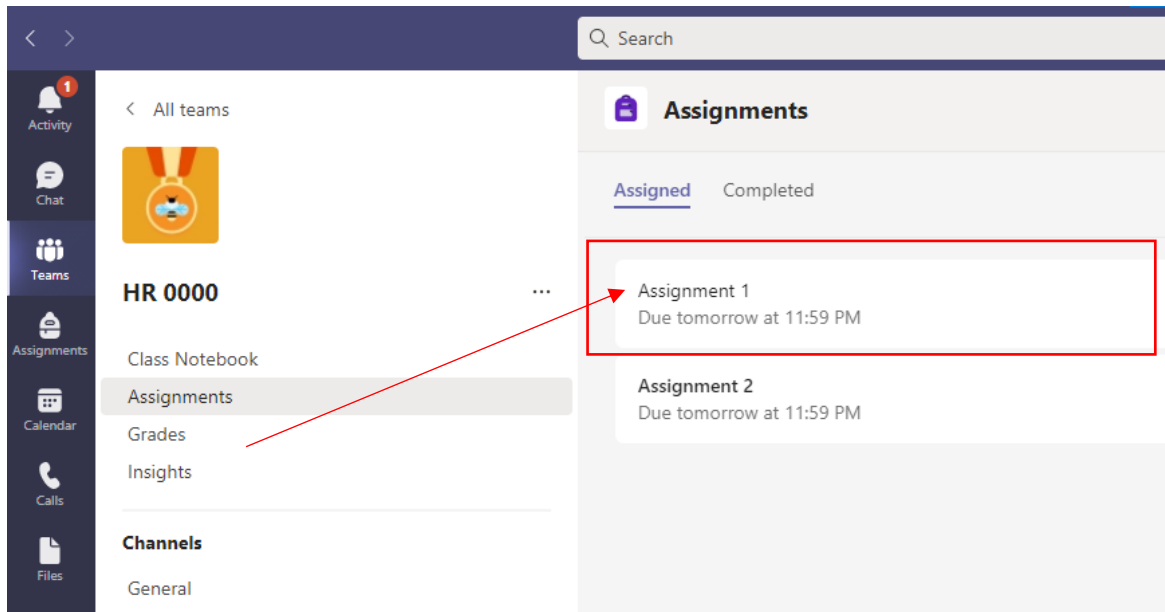 Search
1
Activity
Chat
Teams
Assignments
Calendar
Calls
Files
All teams
HR 0000
...
Class Notebook
Assignments
Grades
Insights
Channels
General
Assignments
Assigned Completed
Assignment 1
Due tomorrow at 11:59 PM
Assignment 2
Due tomorrow at 11:59 PM